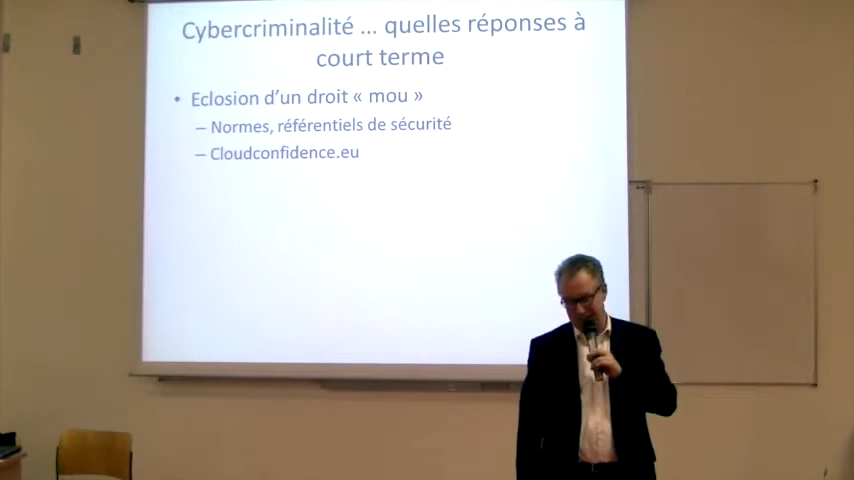 Cybercriminalité ... quelles réponses à
court terme
• Eclosion d'un droit « mou »
– Normes, référentiels de sécurité
– Cloudconfidence.eu